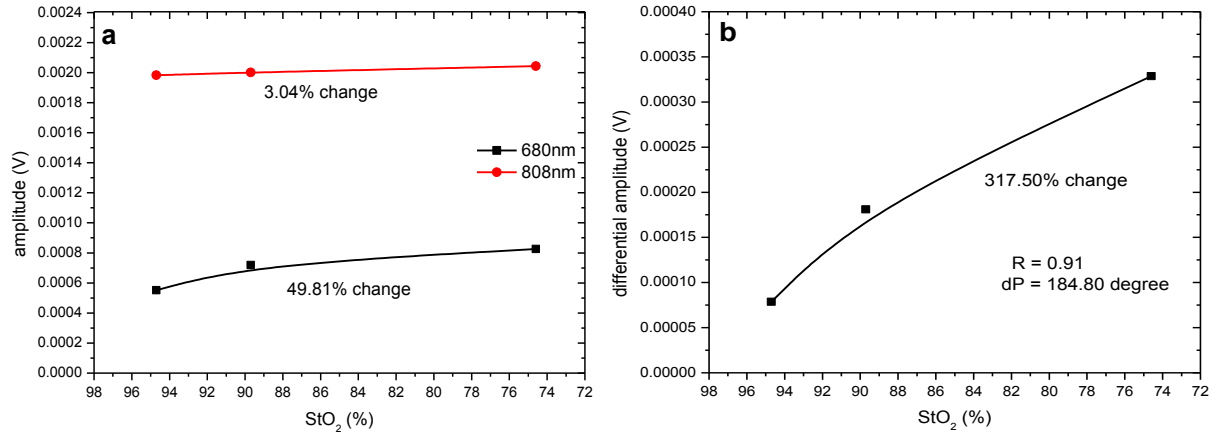 a
0.0022
0.0020
0.0018
0.0016
0.0014
0.0012
0.0010
0.0008
0.0006
0.0004
0.0002
0.0000
amplitude (V)
3.04% change
680nm
808nm
49.81% change
98 96 94 92 90 88 86 84 82 80 78 76 74 72
StO2 (%)
b
0.00040
0.00035
0.00030
0.00025
0.00020
0.00015
0.00010
0.00005
0.00000
differential amplitude (V)
317.50% change
R = 0.91
dP = 184.80 degree
98 96 94 92 90 88 86 84 82 80 78 76 74 72
StO2 (%)